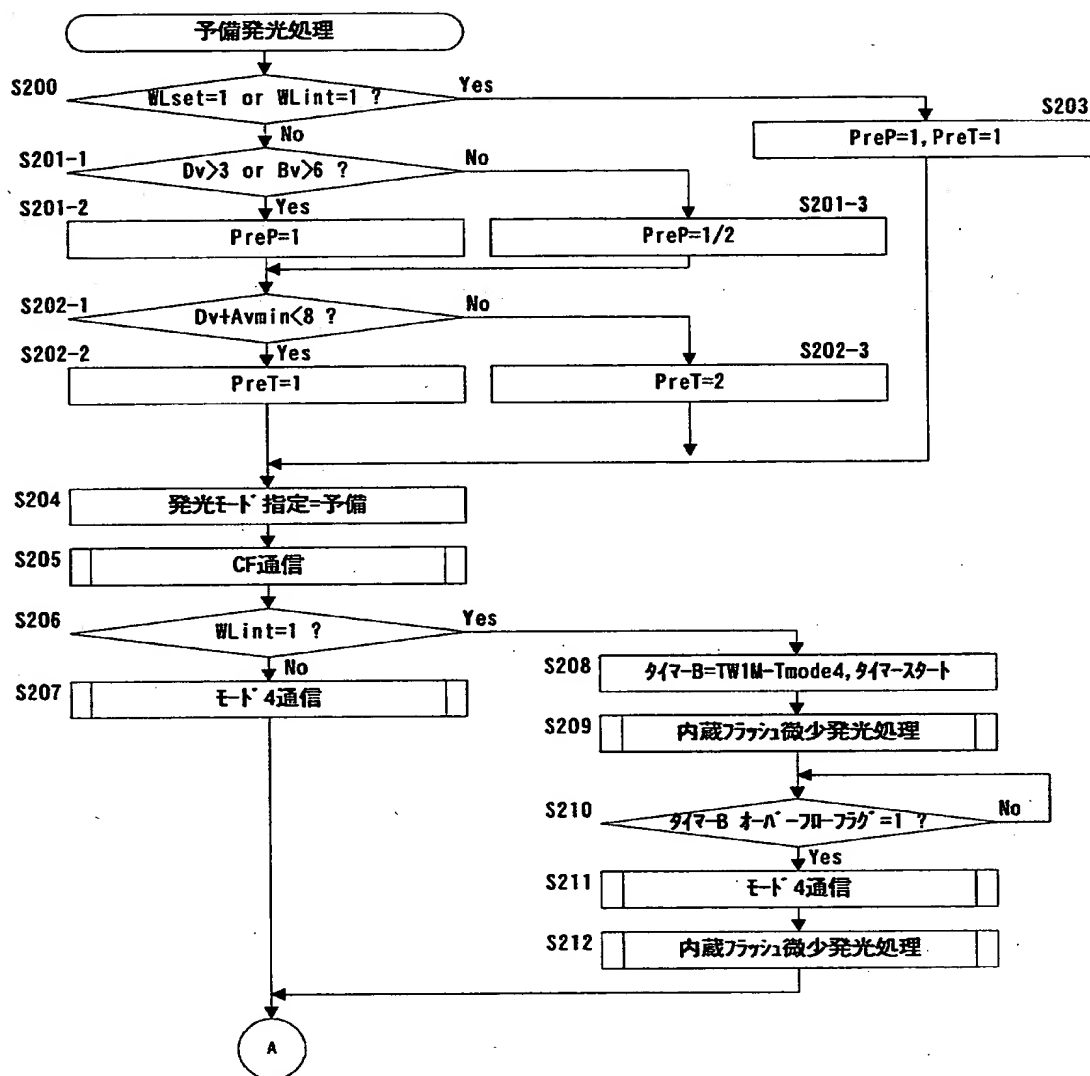 予備発光処理
S200
WLset=1 or WLint=1 ?
Yes
No
S203
PreP=1,PreT=1
S201-1
Dv>3 or Bv>6 ?
No
Yes
S201-2
PreP=1
S201-3
PreP=1/2
S202-1
Dv+Avmin<8 ?
No
Yes
S202-2
PreT=1
S202-3
PreT=2
S204
発光ﾓｰﾄﾞ指定=予備
S205
CF通信
S206
WLint=1 ?
Yes
No
S207
ﾓｰﾄﾞ4通信
S208
ﾀｲﾏｰB=TW1M-Tmode4,ﾀｲﾏｰｽﾀｰﾄ
S209
内蔵ﾌﾗｯｼｭ微少発光処理
S210
ﾀｲﾏｰB ｵｰﾊﾞｰﾌﾛｰﾌﾗｸﾞ=1 ?
No
Yes
S211
ﾓｰﾄﾞ4通信
S212
内蔵ﾌﾗｯｼｭ微少発光処理
A